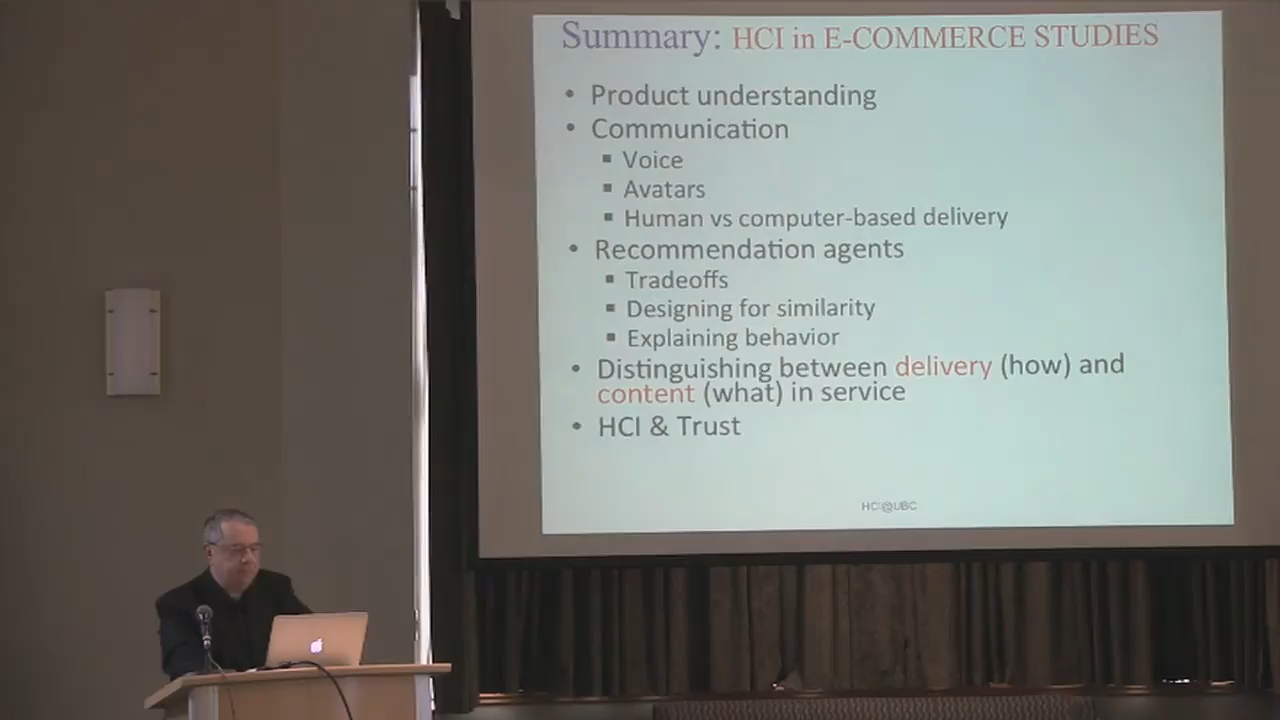 Summary: HCI in E-COMMERCE STUDIES
• Product understanding
• Communication
▪ Voice
▪ Avatars
▪ Human vs computer-based delivery
• Recommendation agents
▪ Tradeoffs
▪ Designing for similarity
▪ Explaining behavior
• Distinguishing between delivery (how) and
content (what) in service
• HCI & Trust
HCI@UBC